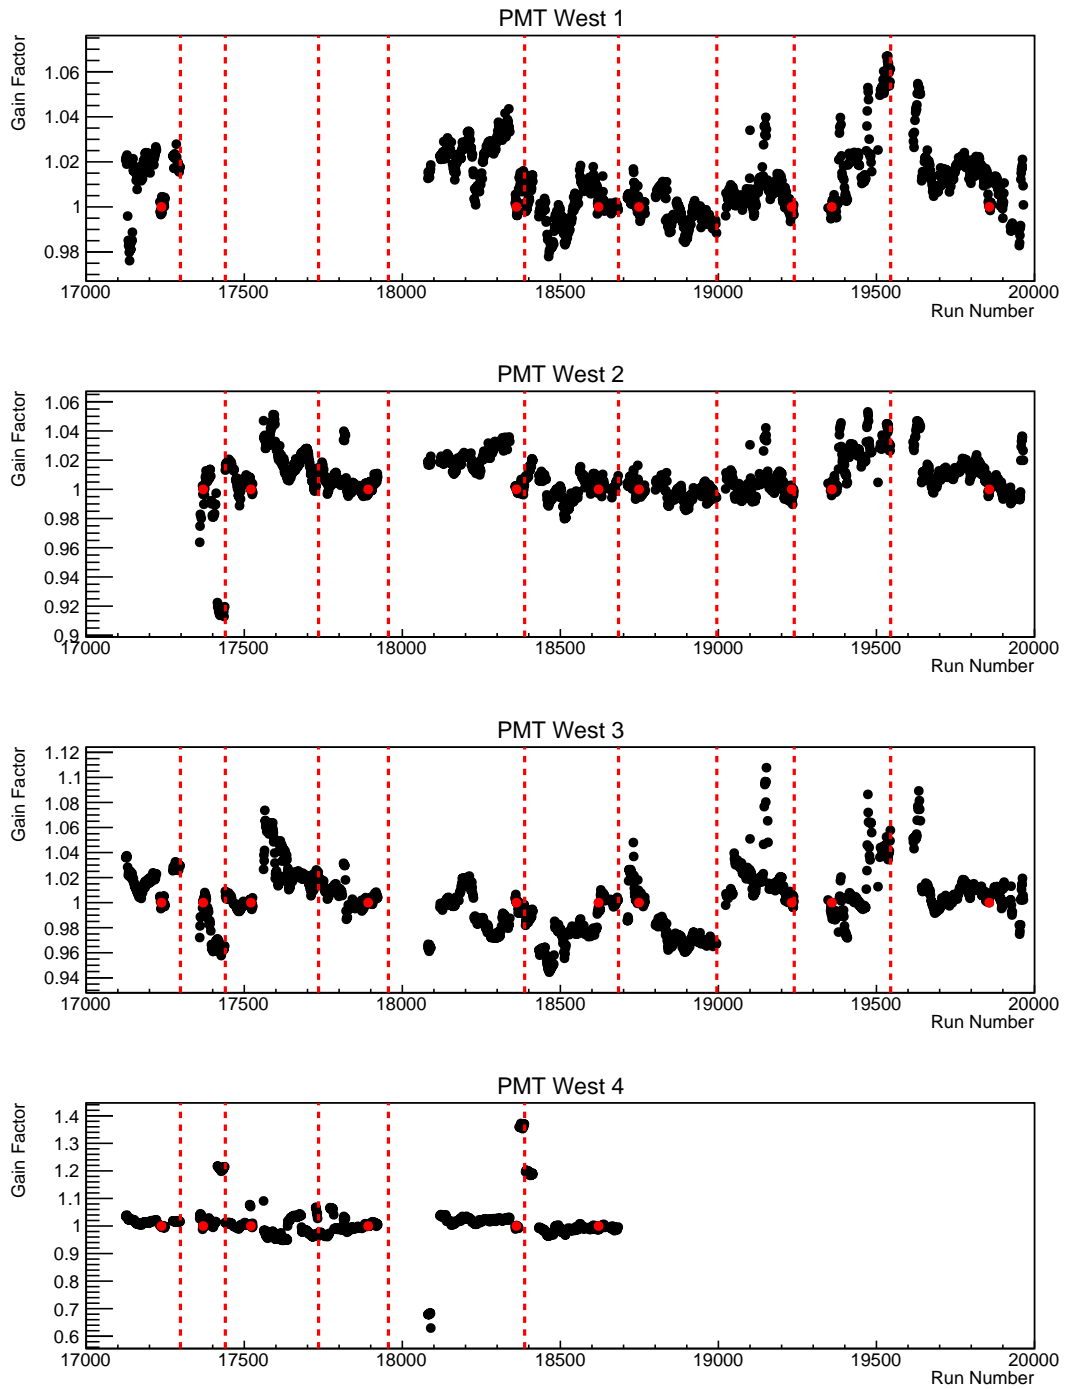 PMT West 1
Gain Factor
1.06
1.04
1.02
1
0.98
17000 17500 18000 18500 19000 19500 20000
Run Number
PMT West 2
Gain Factor
1.06
1.04
1.02
1
0.98
0.96
0.94
0.92
0.9
17000 17500 18000 18500 19000 19500 20000
Run Number
PMT West 3
Gain Factor
1.12
1.1
1.08
1.06
1.04
1.02
1
0.98
0.96
0.94
17000 17500 18000 18500 19000 19500 20000
Run Number
PMT West 4
Gain Factor
1.4
1.3
1.2
1.1
1
0.9
0.8
0.7
0.6
17000 17500 18000 18500 19000 19500 20000
Run Number